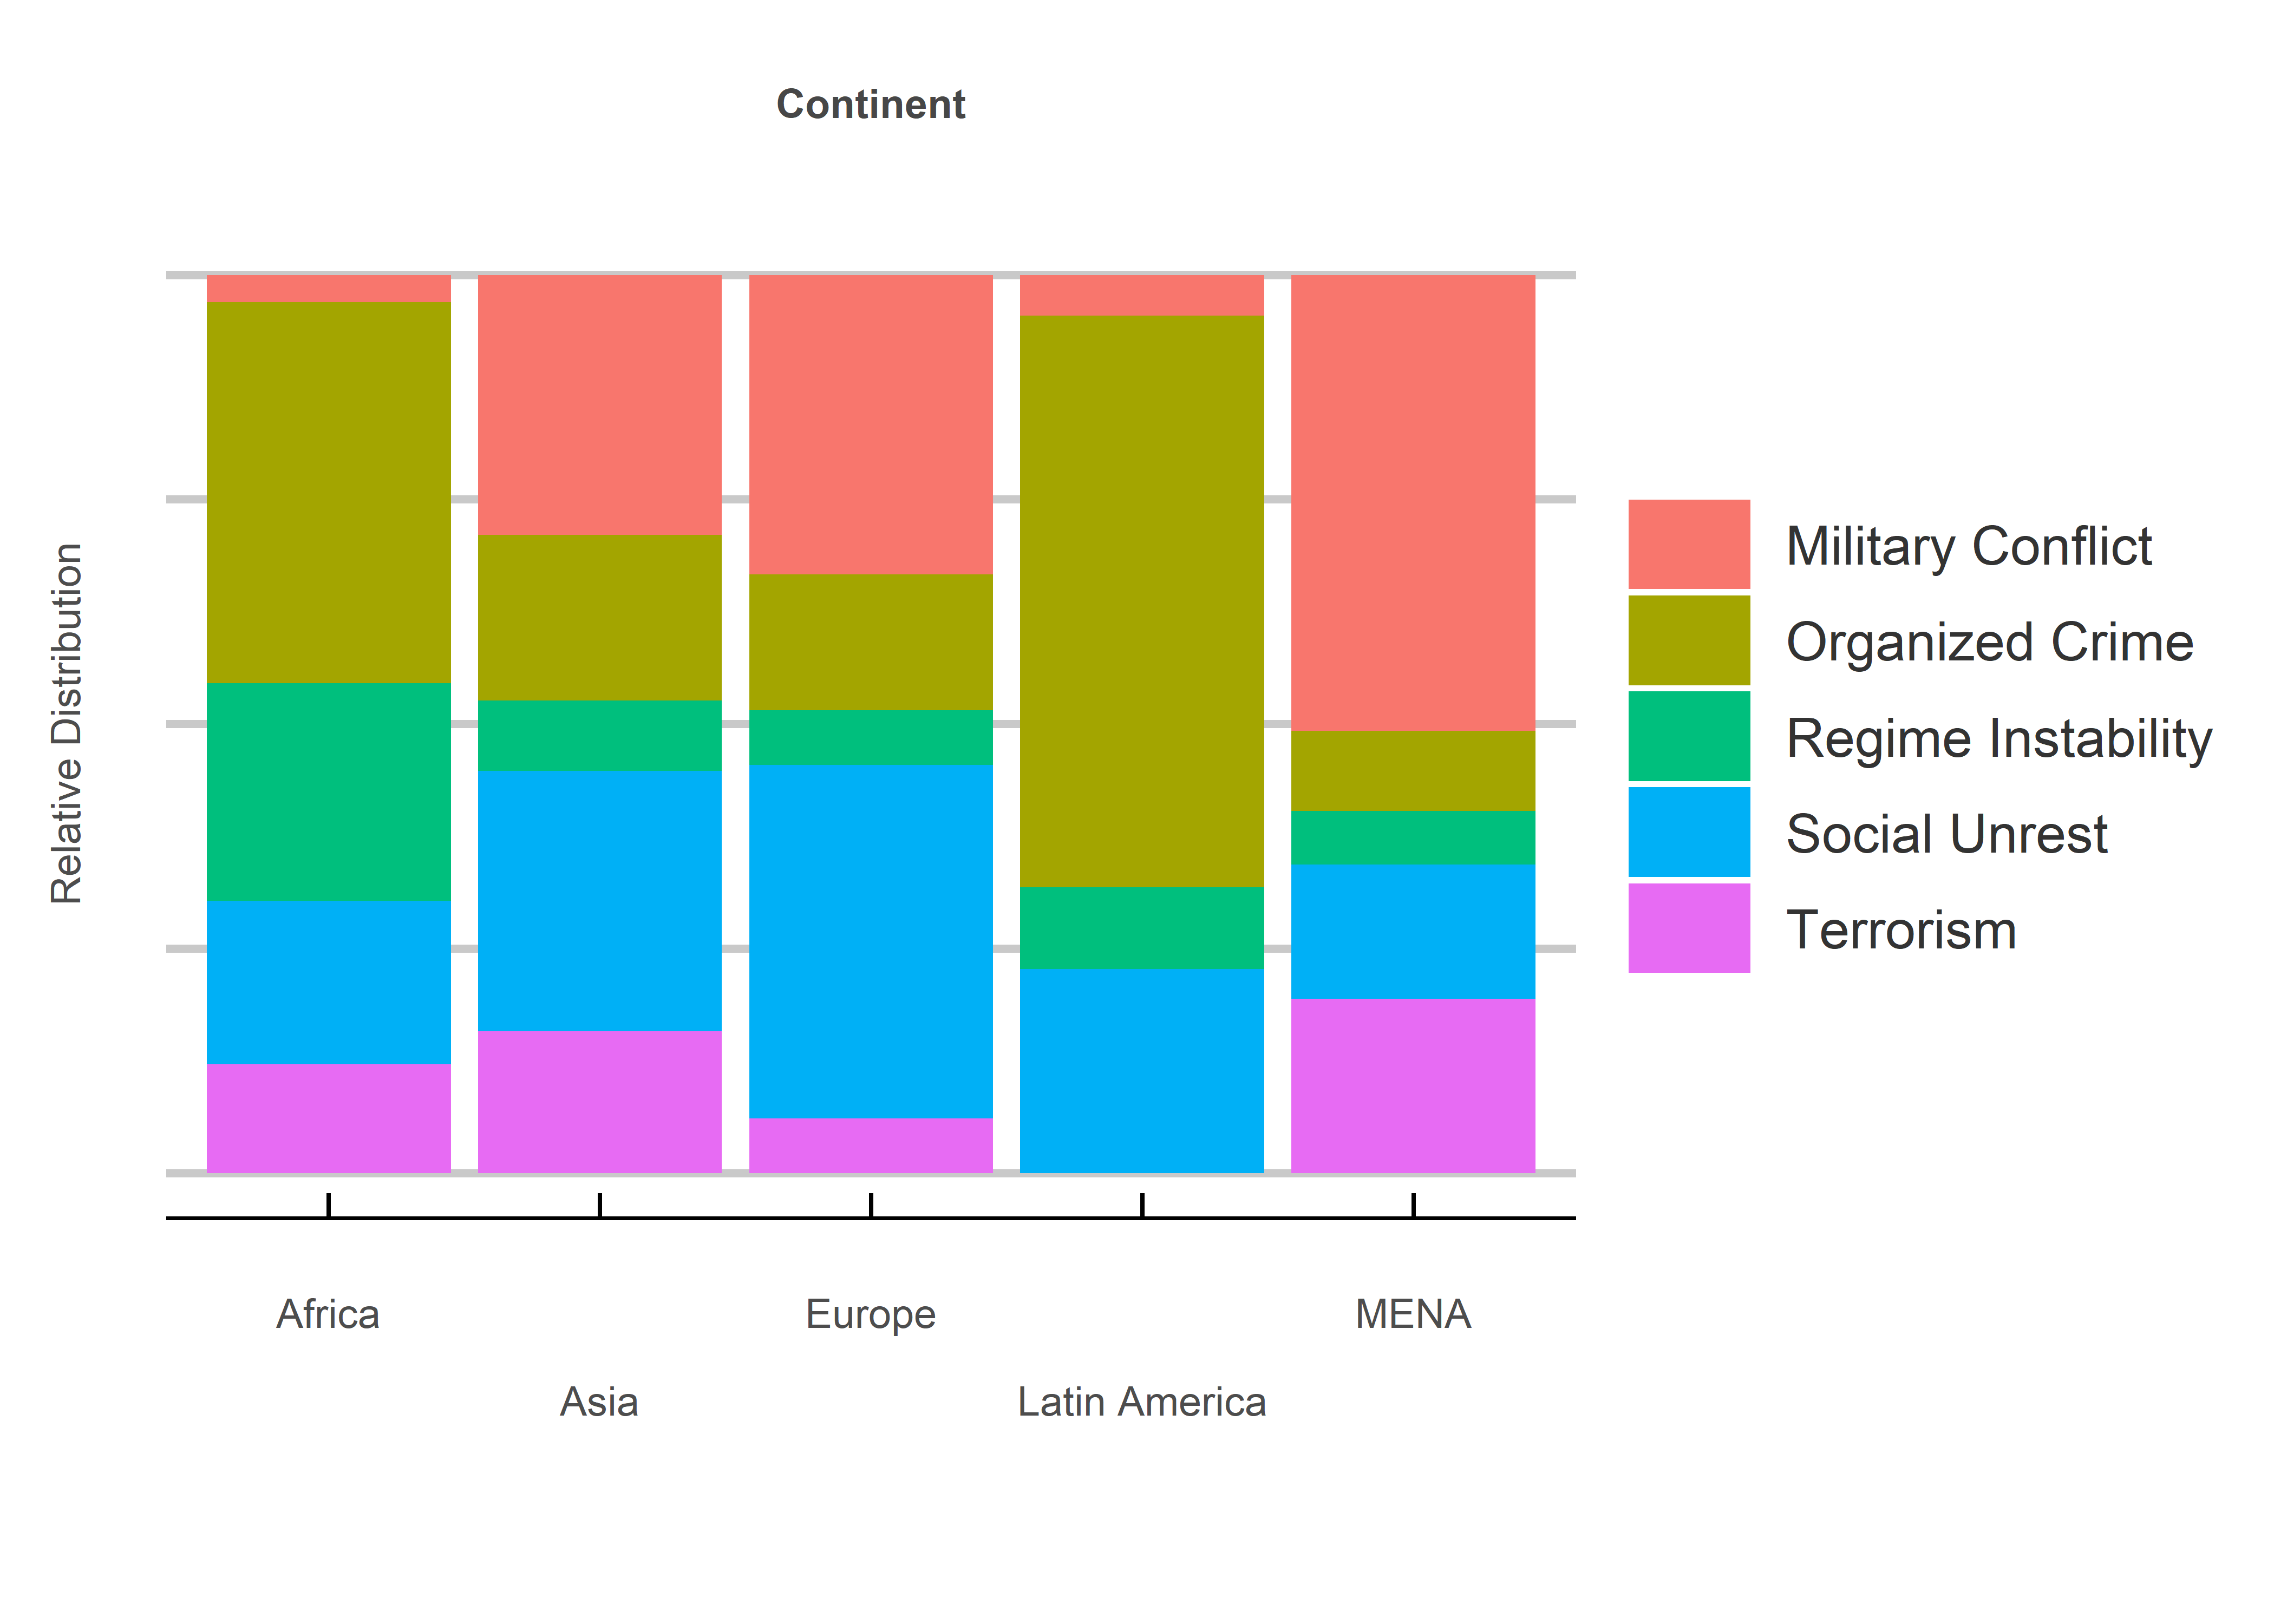 Continent
Relative Distribution
Military Conflict
Organized Crime
Regime Instability
Social Unrest
Terrorism
Africa
Europe
MENA
Asia
Latin America